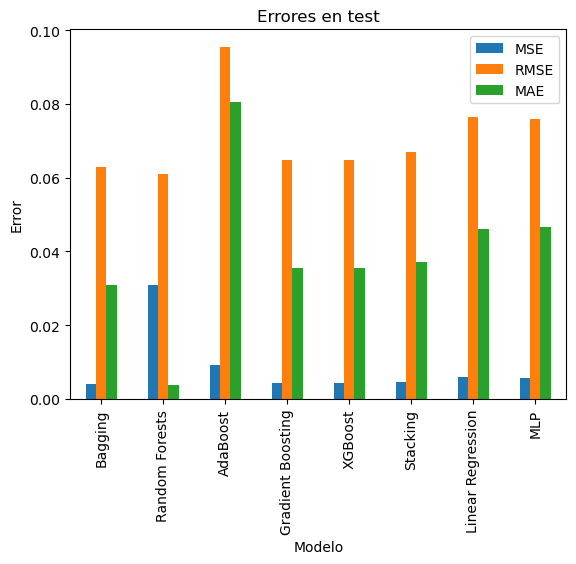 Errores en test
MSE
RMSE
MAE
Error
0.10
0.08
0.06
0.04
0.02
0.00
Bagging
Random Forests
AdaBoost
Gradient Boosting
XGBoost
Stacking
Linear Regression
MLP
Modelo